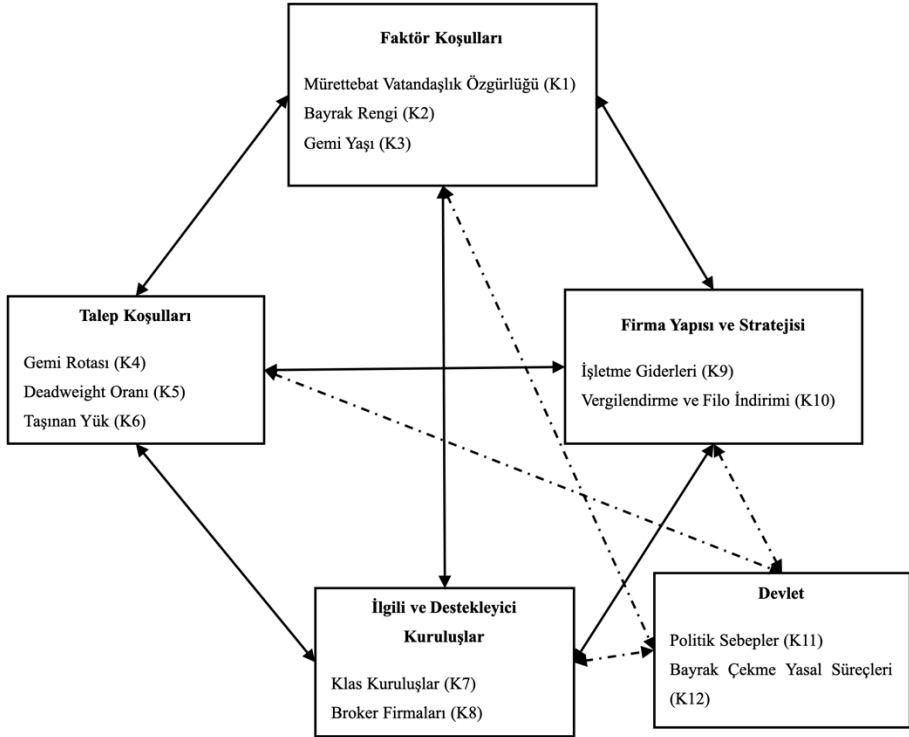 Faktör Koşulları
Mürettebat Vatandaşlık Özgürlüğü (K1)
Bayrak Rengi (K2)
Gemi Yaşı (K3)
Talep Koşulları
Gemi Rotası (K4)
Deadweight Oranı (K5)
Taşınan Yük (K6)
Firma Yapısı ve Stratejisi
İşletme Giderleri (K9)
Vergilendirme ve Filo İndirimi (K10)
İlgili ve Destekleyici
Kuruluşlar
Klas Kuruluşlar (K7)
Broker Firmaları (K8)
Devlet
Politik Sebepler (K11)
Bayrak Çekme Yasal Süreçleri
(K12)